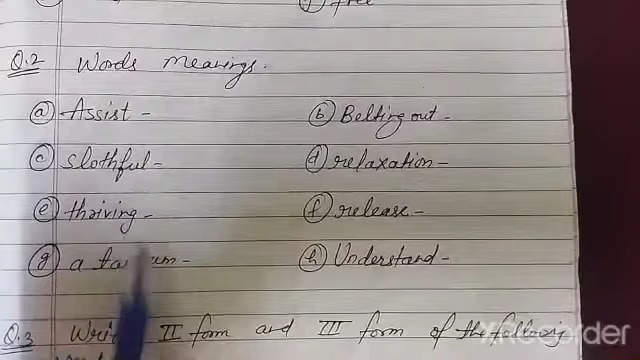 Q.2 Words meanings.
(a) Assist - (b) Belting out -
(c) slothful - (d) relaxation -
(e) thriving - (f) release -
(g) a - (h) Understand -
Q.3 II form and III form of the following
XRecorder